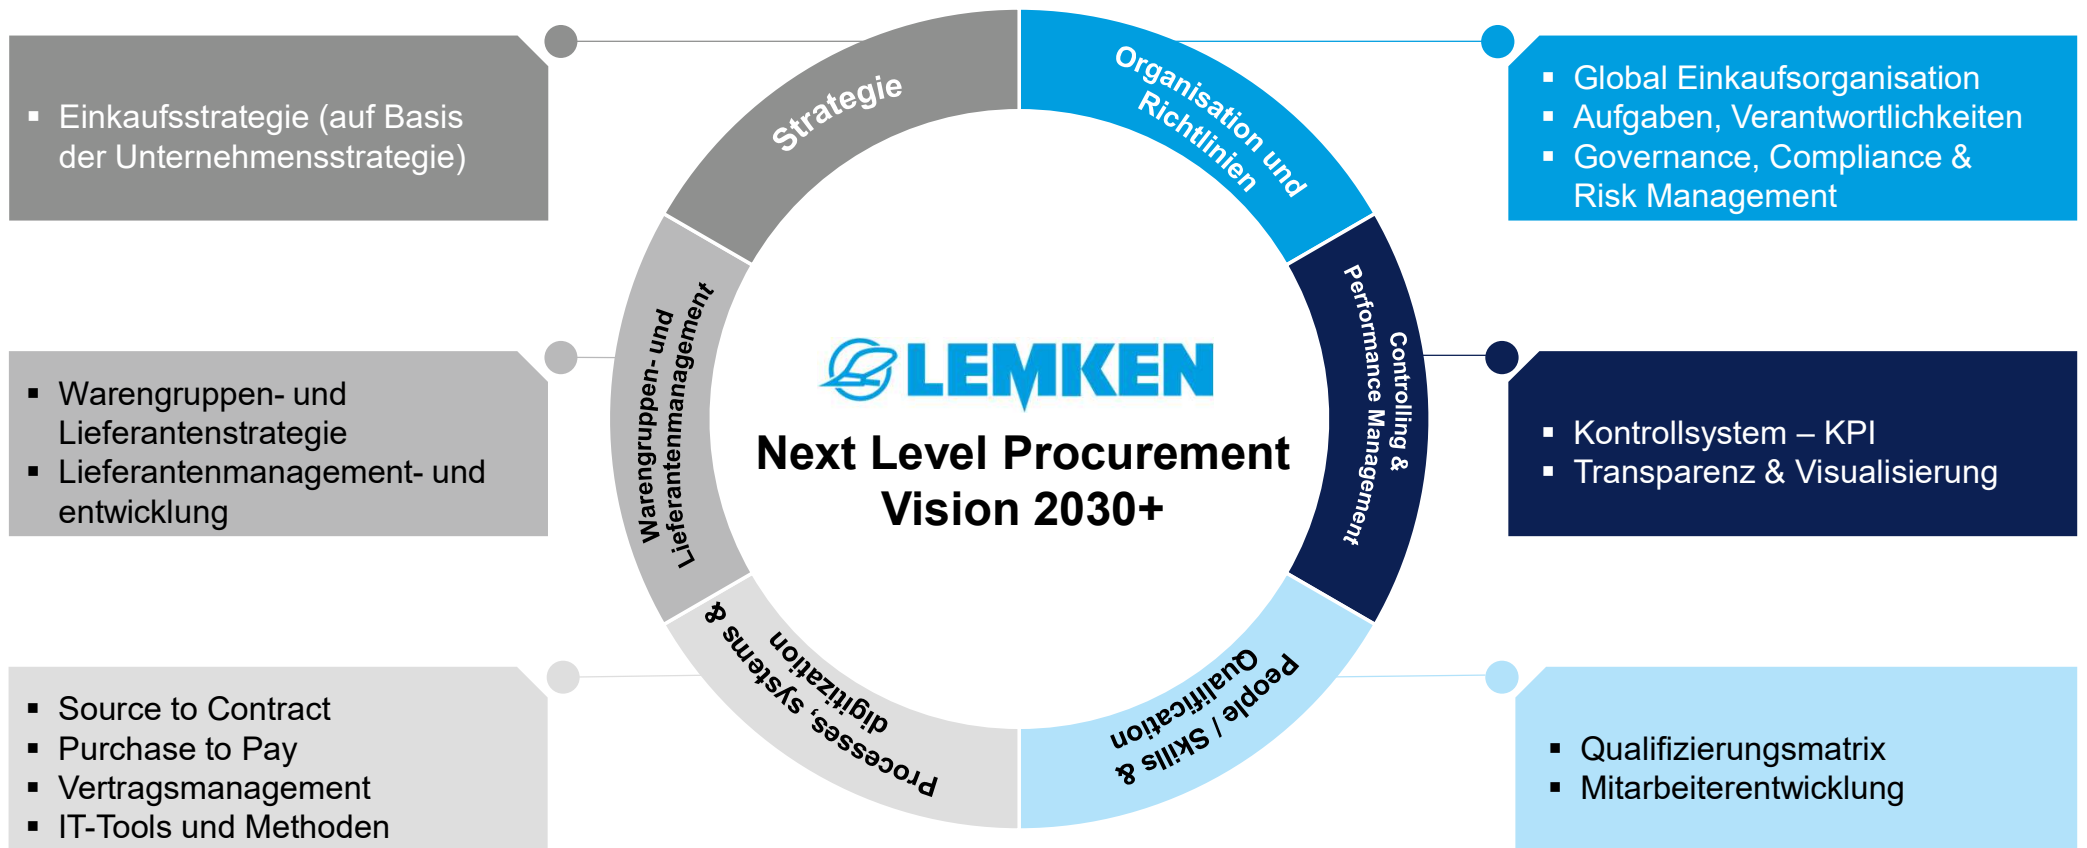 Einkaufsstrategie (auf Basis
der Unternehmensstrategie)
Warengruppen- und
Lieferantenstrategie
Lieferantenmanagement- und
entwicklung
Source to Contract
Purchase to Pay
Vertragsmanagement
IT-Tools und Methoden
Strategie
Organisation und
Richtlinien
Controlling &
Performance Management
People / Skills &
Qualifification
Processes, systems &
digitization
Warengruppen- und
Lieferantenmanagement
LEMKEN
Next Level Procurement
Vision 2030+
Global Einkaufsorganisation
Aufgaben, Verantwortlichkeiten
Governance, Compliance &
Risk Management
Kontrollsystem – KPI
Transparenz & Visualisierung
Qualifizierungsmatrix
Mitarbeiterentwicklung